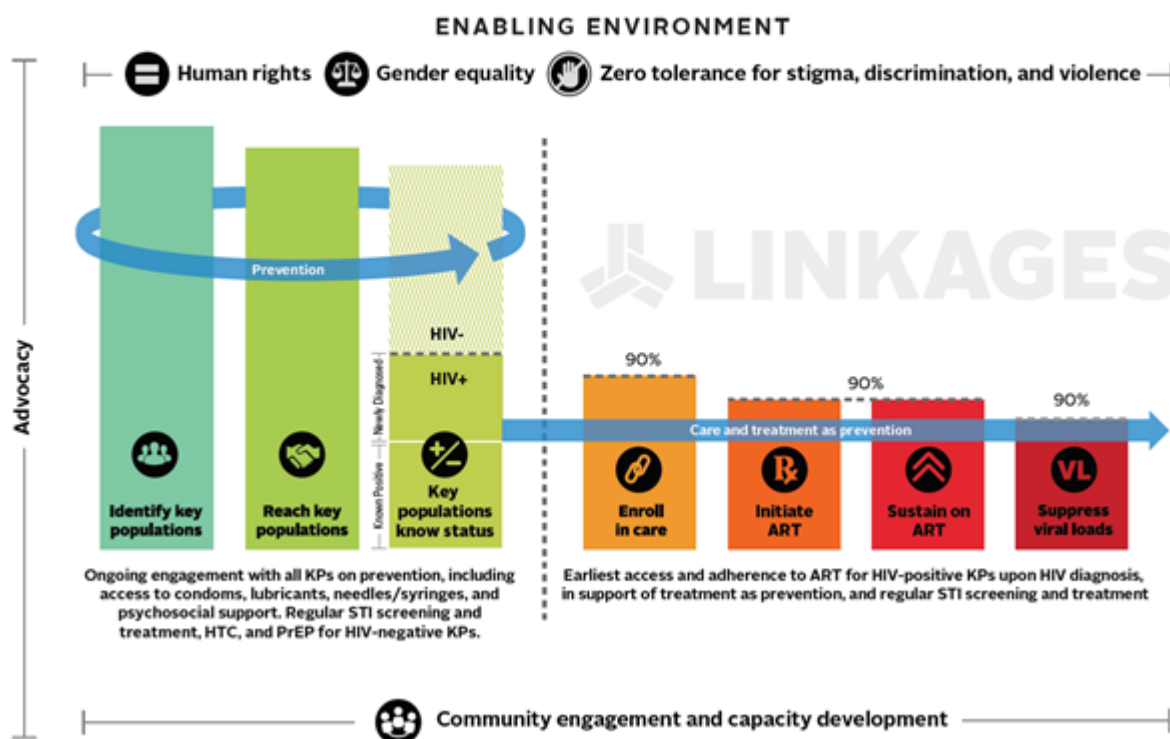 ENABLING ENVIRONMENT
Human rights
Gender equality
Zero tolerance for stigma, discrimination, and violence
Advocacy
Prevention
LINKAGES
HIV-
HIV+
Newly Diagnosed
Known Positive
Identify key
populations
Reach key
populations
+/-
Key
populations
know status
90%
90%
90%
Care and treatment as prevention
Enroll
in care
Rx
Initiate
ART
Sustain on
ART
VL
Suppress
viral loads
Ongoing engagement with all KPs on prevention, including
access to condoms, lubricants, needles/syringes, and
psychosocial support. Regular STI screening and
treatment, HTC, and PrEP for HIV-negative KPs.
Earliest access and adherence to ART for HIV-positive KPs upon HIV diagnosis,
in support of treatment as prevention, and regular STI screening and treatment
Community engagement and capacity development